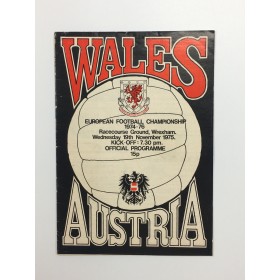 WALES
EUROPEAN FOOTBALL CHAMPIONSHIP
1974-76
Racecourse Ground, Wrexham.
Wednesday 19th November 1975.
KICK-OFF: 7.30 pm.
OFFICIAL PROGRAMME
15p
AUSTRIA